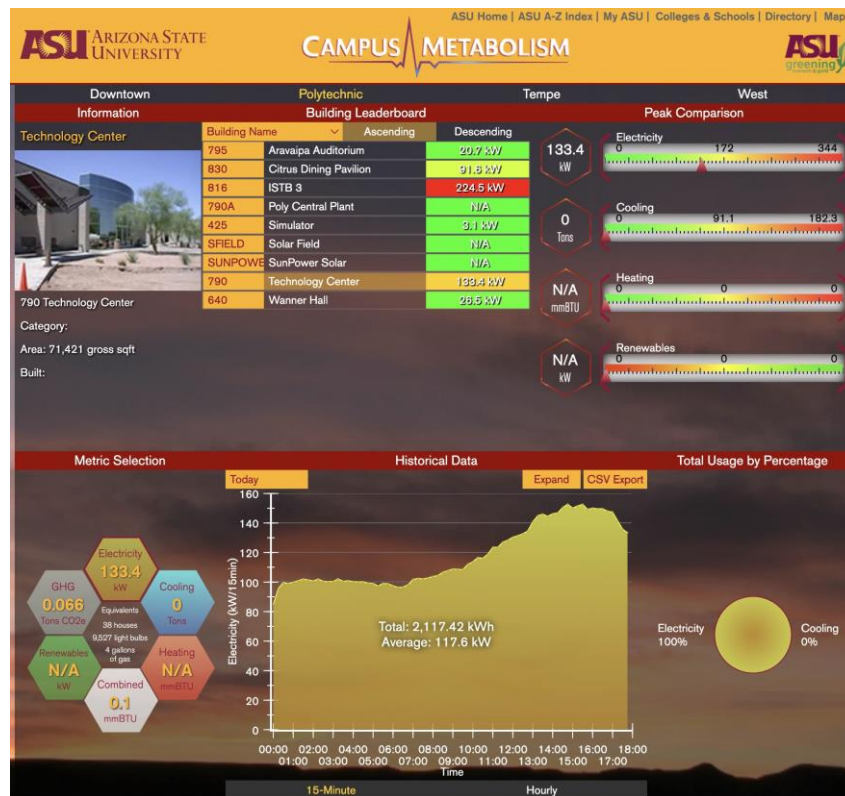 ASU Home | ASU A-Z Index | My ASU | Colleges & Schools | Directory | Map
ASU ARIZONA STATE UNIVERSITY
CAMPUS METABOLISM
ASU
greening
Downtown Polytechnic Tempe West
Information Building Leaderboard Peak Comparison
Technology Center
Building Name Ascending Descending
795 Aravaipa Auditorium 20.7 kW
830 Citrus Dining Pavilion 91.6 kW
816 ISTB 3 224.5 kW
790A Poly Central Plant N/A
425 Simulator 3.1 kW
SFIELD Solar Field N/A
SUNPOWE SunPower Solar N/A
790 Technology Center 133.4 kW
640 Wanner Hall 26.5 kW
133.4 kW
Electricity
0 172 344
0 Tons
Cooling
0 91.1 182.3
N/A mmBTU
Heating
0 0 0
N/A kW
Renewables
0 0 0
790 Technology Center
Category:
Area: 71,421 gross sqft
Built:
Metric Selection Historical Data Total Usage by Percentage
Today Expand CSV Export
Electricity
133.4
kW
GHG
0.066
Tons CO2e
Cooling
0
Tons
Equivalents
38 houses
9,527 light bulbs
4 gallons
of gas
Renewables
N/A
kW
Heating
N/A
mmBTU
Combined
0.1
mmBTU
Electricity (kW/15min)
160
140
120
100
80
60
40
20
0
Total: 2,117.42 kWh
Average: 117.6 kW
00:00 02:00 04:00 06:00 08:00 10:00 12:00 14:00 16:00 18:00
01:00 03:00 05:00 07:00 09:00 11:00 13:00 15:00 17:00
Time
Electricity
100%
Cooling
0%
15-Minute Hourly